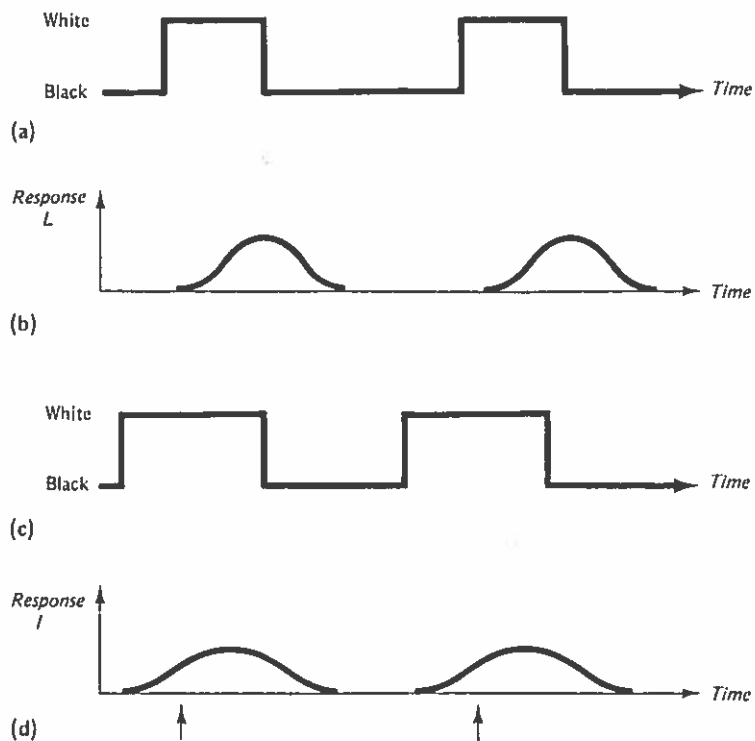 White
Black
Time
(a)
Response
L
Time
(b)
White
Black
Time
(c)
Response
I
Time
(d)